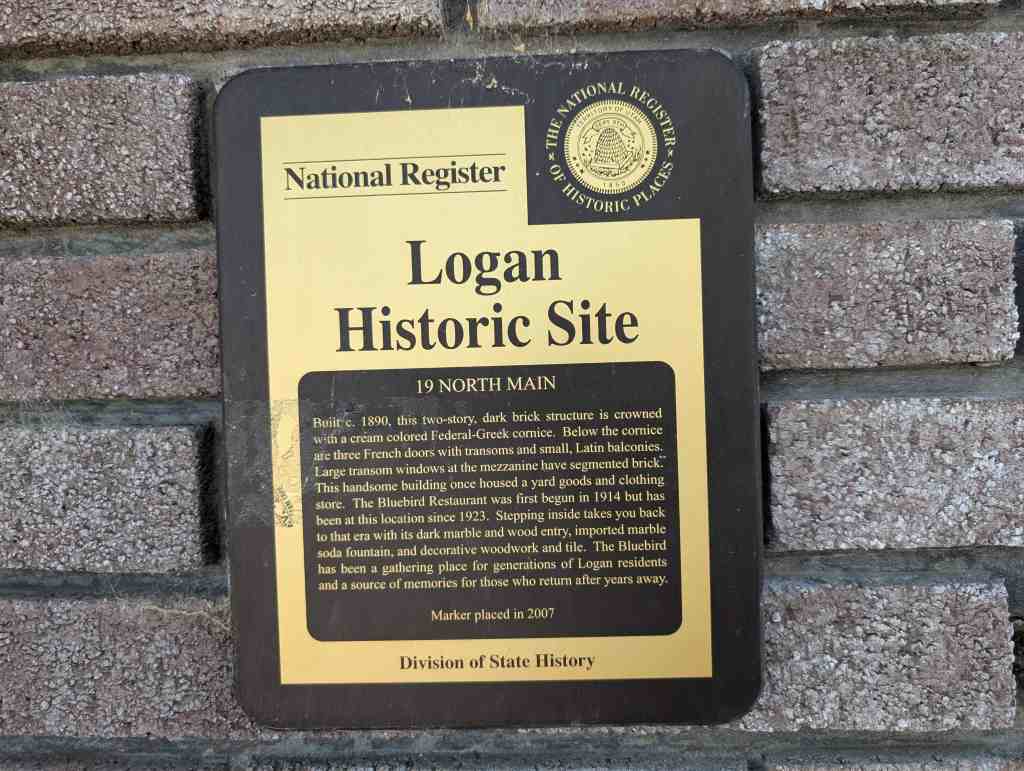 THE NATIONAL REGISTER
OF HISTORIC PLACES
1850
National Register
Logan
Historic Site
19 NORTH MAIN
Built c. 1890, this two-story, dark brick structure is crowned
with a cream colored Federal-Greek cornice. Below the cornice
are three French doors with transoms and small, Latin balconies.
Large transom windows at the mezzanine have segmented brick.
This handsome building once housed a yard goods and clothing
store. The Bluebird Restaurant was first begun in 1914 but has
been at this location since 1923. Stepping inside takes you back
to that era with its dark marble and wood entry, imported marble
soda fountain, and decorative woodwork and tile. The Bluebird
has been a gathering place for generations of Logan residents
and a source of memories for those who return after years away.
Marker placed in 2007
Division of State History